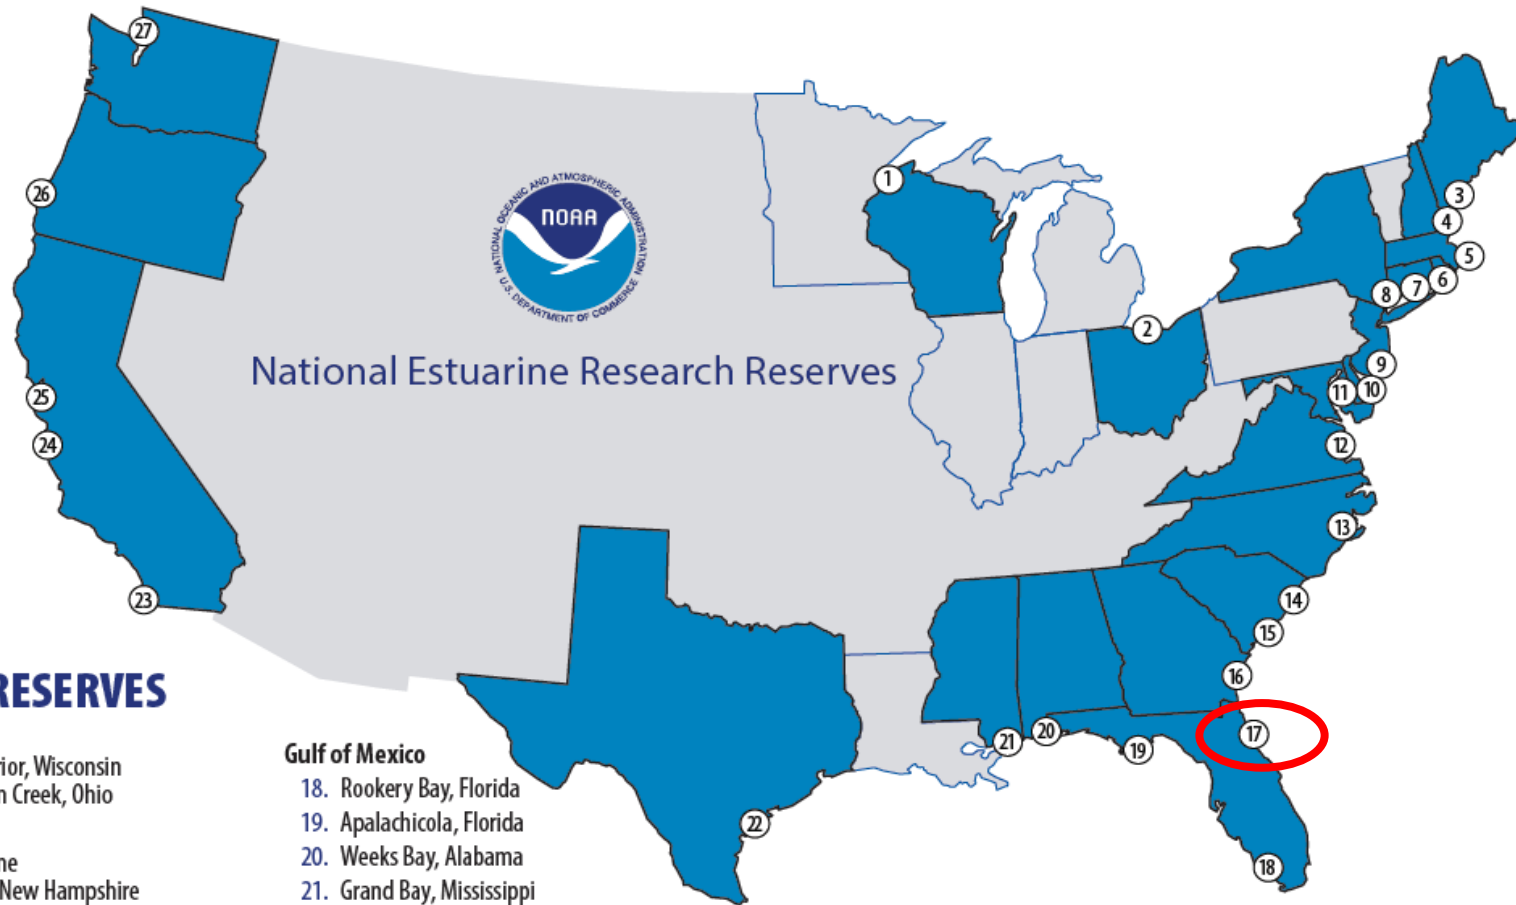 27
26
25
24
23
22
1
2
3
4
5
6
7
8
9
10
11
12
13
14
15
16
17
18
19
20
21
NATIONAL OCEANIC AND ATMOSPHERIC ADMINISTRATION
NOAA
U.S. DEPARTMENT OF COMMERCE
National Estuarine Research Reserves
RESERVES
rior, Wisconsin
n Creek, Ohio
ne
New Hampshire
Gulf of Mexico
18. Rookery Bay, Florida
19. Apalachicola, Florida
20. Weeks Bay, Alabama
21. Grand Bay, Mississippi